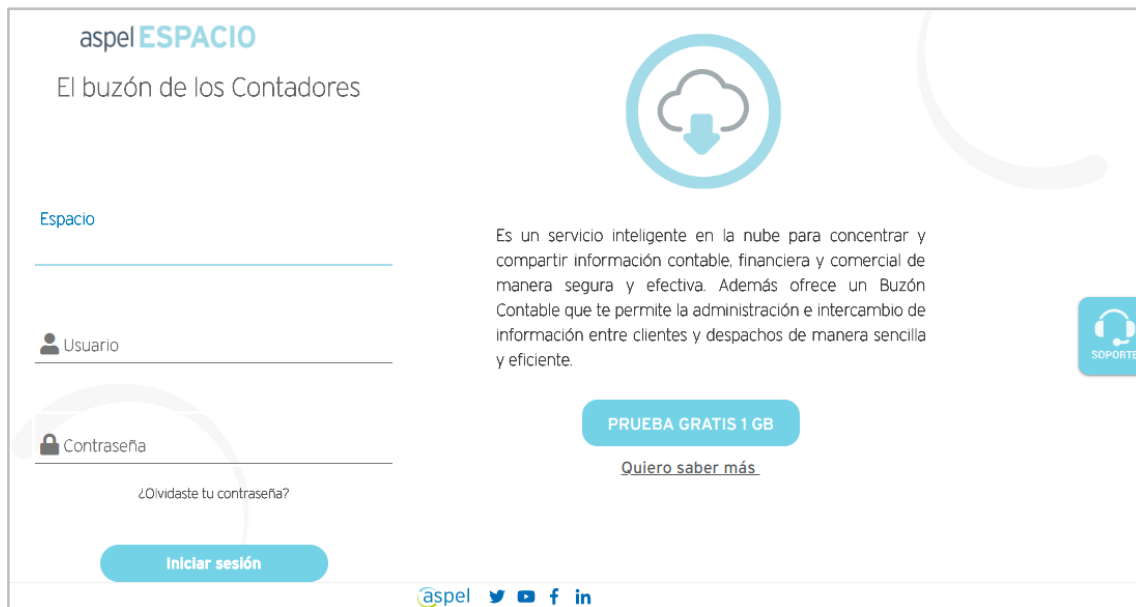 aspel ESPACIO
El buzón de los Contadores
Espacio
Usuario
Contraseña
¿Olvidaste tu contraseña?
Iniciar sesión
Es un servicio inteligente en la nube para concentrar y
compartir información contable, financiera y comercial de
manera segura y efectiva. Además ofrece un Buzón
Contable que te permite la administración e intercambio de
información entre clientes y despachos de manera sencilla
y eficiente.
PRUEBA GRATIS 1 GB
Quiero saber más
SOPORTE
aspel